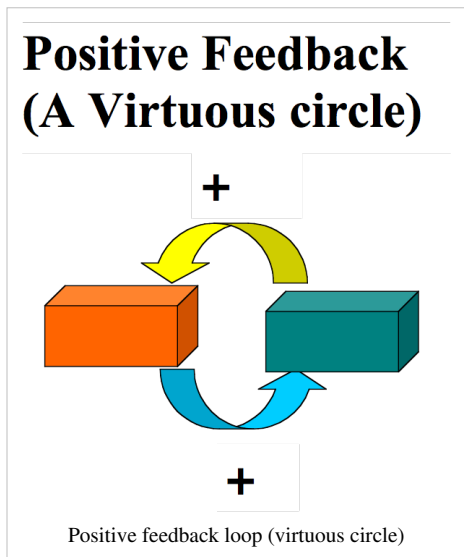 Positive Feedback
(A Virtuous circle)
+
+
Positive feedback loop (virtuous circle)